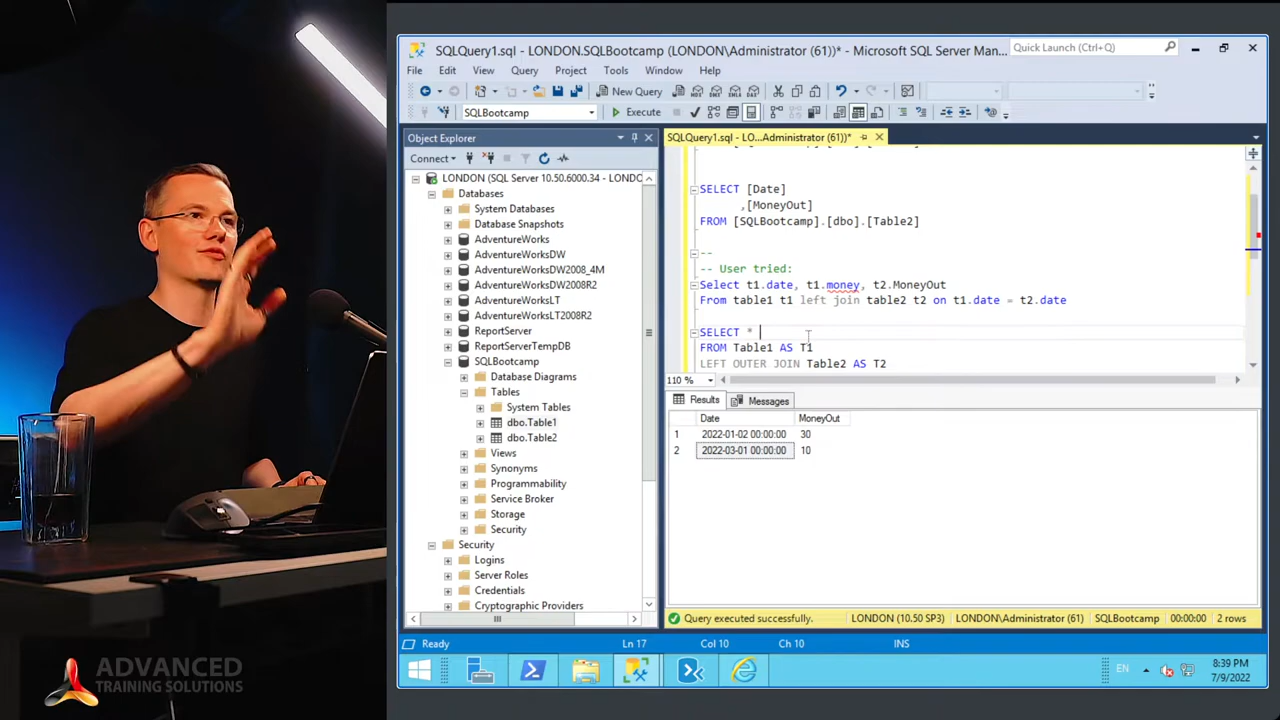 SQLQuery1.sql - LONDON.SQLBootcamp (LONDON\Administrator (61))* - Microsoft SQL Server Man...
Quick Launch (Ctrl+Q)
File Edit View Query Project Tools Window Help
New Query
SQLBootcamp
Execute
Object Explorer
SQLQuery1.sql - LO...Administrator (61))*
Connect
LONDON (SQL Server 10.50.6000.34 - LONDO
Databases
System Databases
Database Snapshots
AdventureWorks
AdventureWorksDW
AdventureWorksDW2008_4M
AdventureWorksDW2008R2
AdventureWorksLT
AdventureWorksLT2008R2
ReportServer
ReportServerTempDB
SQLBootcamp
Database Diagrams
Tables
System Tables
dbo.Table1
dbo.Table2
Views
Synonyms
Programmability
Service Broker
Storage
Security
Security
Logins
Server Roles
Credentials
Cryptographic Providers
SELECT [Date]
,[MoneyOut]
FROM [SQLBootcamp].[dbo].[Table2]
--
-- User tried:
Select t1.date, t1.money, t2.MoneyOut
From table1 t1 left join table2 t2 on t1.date = t2.date
SELECT *
FROM Table1 AS T1
LEFT OUTER JOIN Table2 AS T2
110 %
Results Messages
Date MoneyOut
1 2022-01-02 00:00:00 30
2 2022-03-01 00:00:00 10
Query executed successfully. LONDON (10.50 SP3) LONDON\Administrator (61) SQLBootcamp 00:00:00 2 rows
Ready Ln 17 Col 10 Ch 10 INS
EN
8:39 PM
7/9/2022
ADVANCED
TRAINING SOLUTIONS